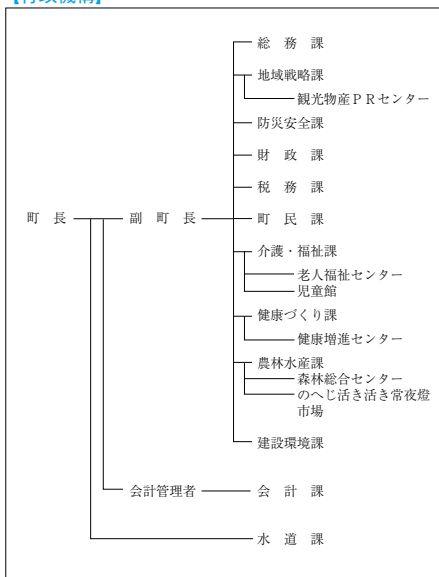 【行政機構】
総　務　課
地域戦略課
観光物産ＰＲセンター
防災安全課
財　政　課
税　務　課
町　長　副　町　長　町　民　課
介護・福祉課
老人福祉センター
児童館
健康づくり課
健康増進センター
農林水産課
森林総合センター
のへじ活き活き常夜燈
市場
建設環境課
会計管理者　会　計　課
水　道　課